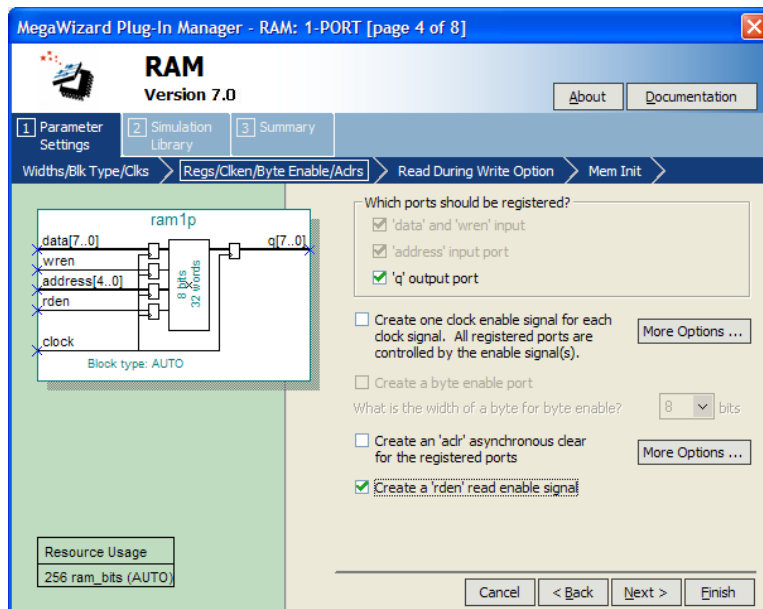 MegaWizard Plug-In Manager - RAM: 1-PORT [page 4 of 8]
RAM
Version 7.0
About
Documentation
1 Parameter Settings
2 Simulation Library
3 Summary
Widths/Blk Type/Clks
Regs/Clken/Byte Enable/Aclrs
Read During Write Option
Mem Init
ram1p
data[7..0]
wren
address[4..0]
rden
clock
8 bits
32 words
q[7..0]
Block type: AUTO
Resource Usage
256 ram_bits (AUTO)
Which ports should be registered?
'data' and 'wren' input
'address' input port
'q' output port
Create one clock enable signal for each
clock signal. All registered ports are
controlled by the enable signal(s).
More Options ...
Create a byte enable port
What is the width of a byte for byte enable?
8
bits
Create an 'aclr' asynchronous clear
for the registered ports
More Options ...
Create a 'rden' read enable signal
Cancel
< Back
Next >
Finish